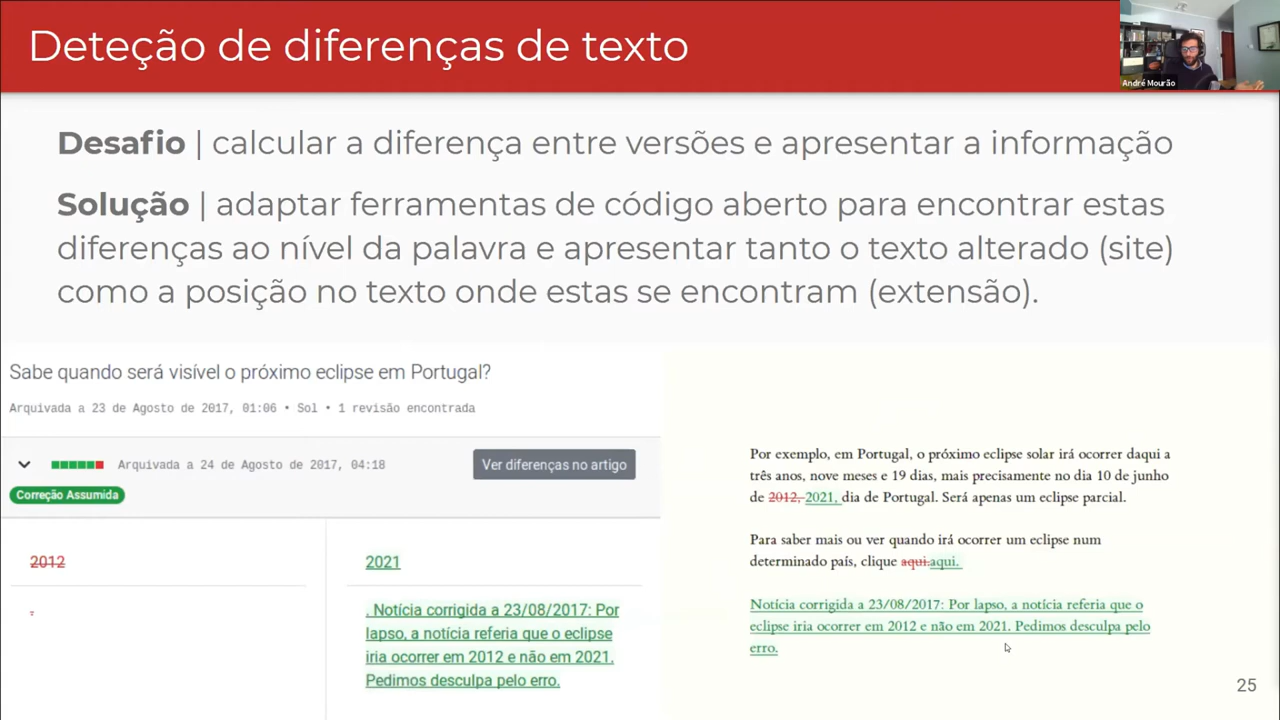 Deteção de diferenças de texto
André Mourão
Desafio | calcular a diferença entre versões e apresentar a informação
Solução | adaptar ferramentas de código aberto para encontrar estas
diferenças ao nível da palavra e apresentar tanto o texto alterado (site)
como a posição no texto onde estas se encontram (extensão).
Sabe quando será visível o próximo eclipse em Portugal?
Arquivada a 23 de Agosto de 2017, 01:06 • Sol • 1 revisão encontrada
Arquivada a 24 de Agosto de 2017, 04:18
Ver diferenças no artigo
Correção Assumida
2012
2021
.
. Notícia corrigida a 23/08/2017: Por
lapso, a notícia referia que o eclipse
iria ocorrer em 2012 e não em 2021.
Pedimos desculpa pelo erro.
Por exemplo, em Portugal, o próximo eclipse solar irá ocorrer daqui a
três anos, nove meses e 19 dias, mais precisamente no dia 10 de junho
de 2012, 2021, dia de Portugal. Será apenas um eclipse parcial.
Para saber mais ou ver quando irá ocorrer um eclipse num
determinado país, clique aqui.aqui.
Notícia corrigida a 23/08/2017: Por lapso, a notícia referia que o
eclipse iria ocorrer em 2012 e não em 2021. Pedimos desculpa pelo
erro.
25